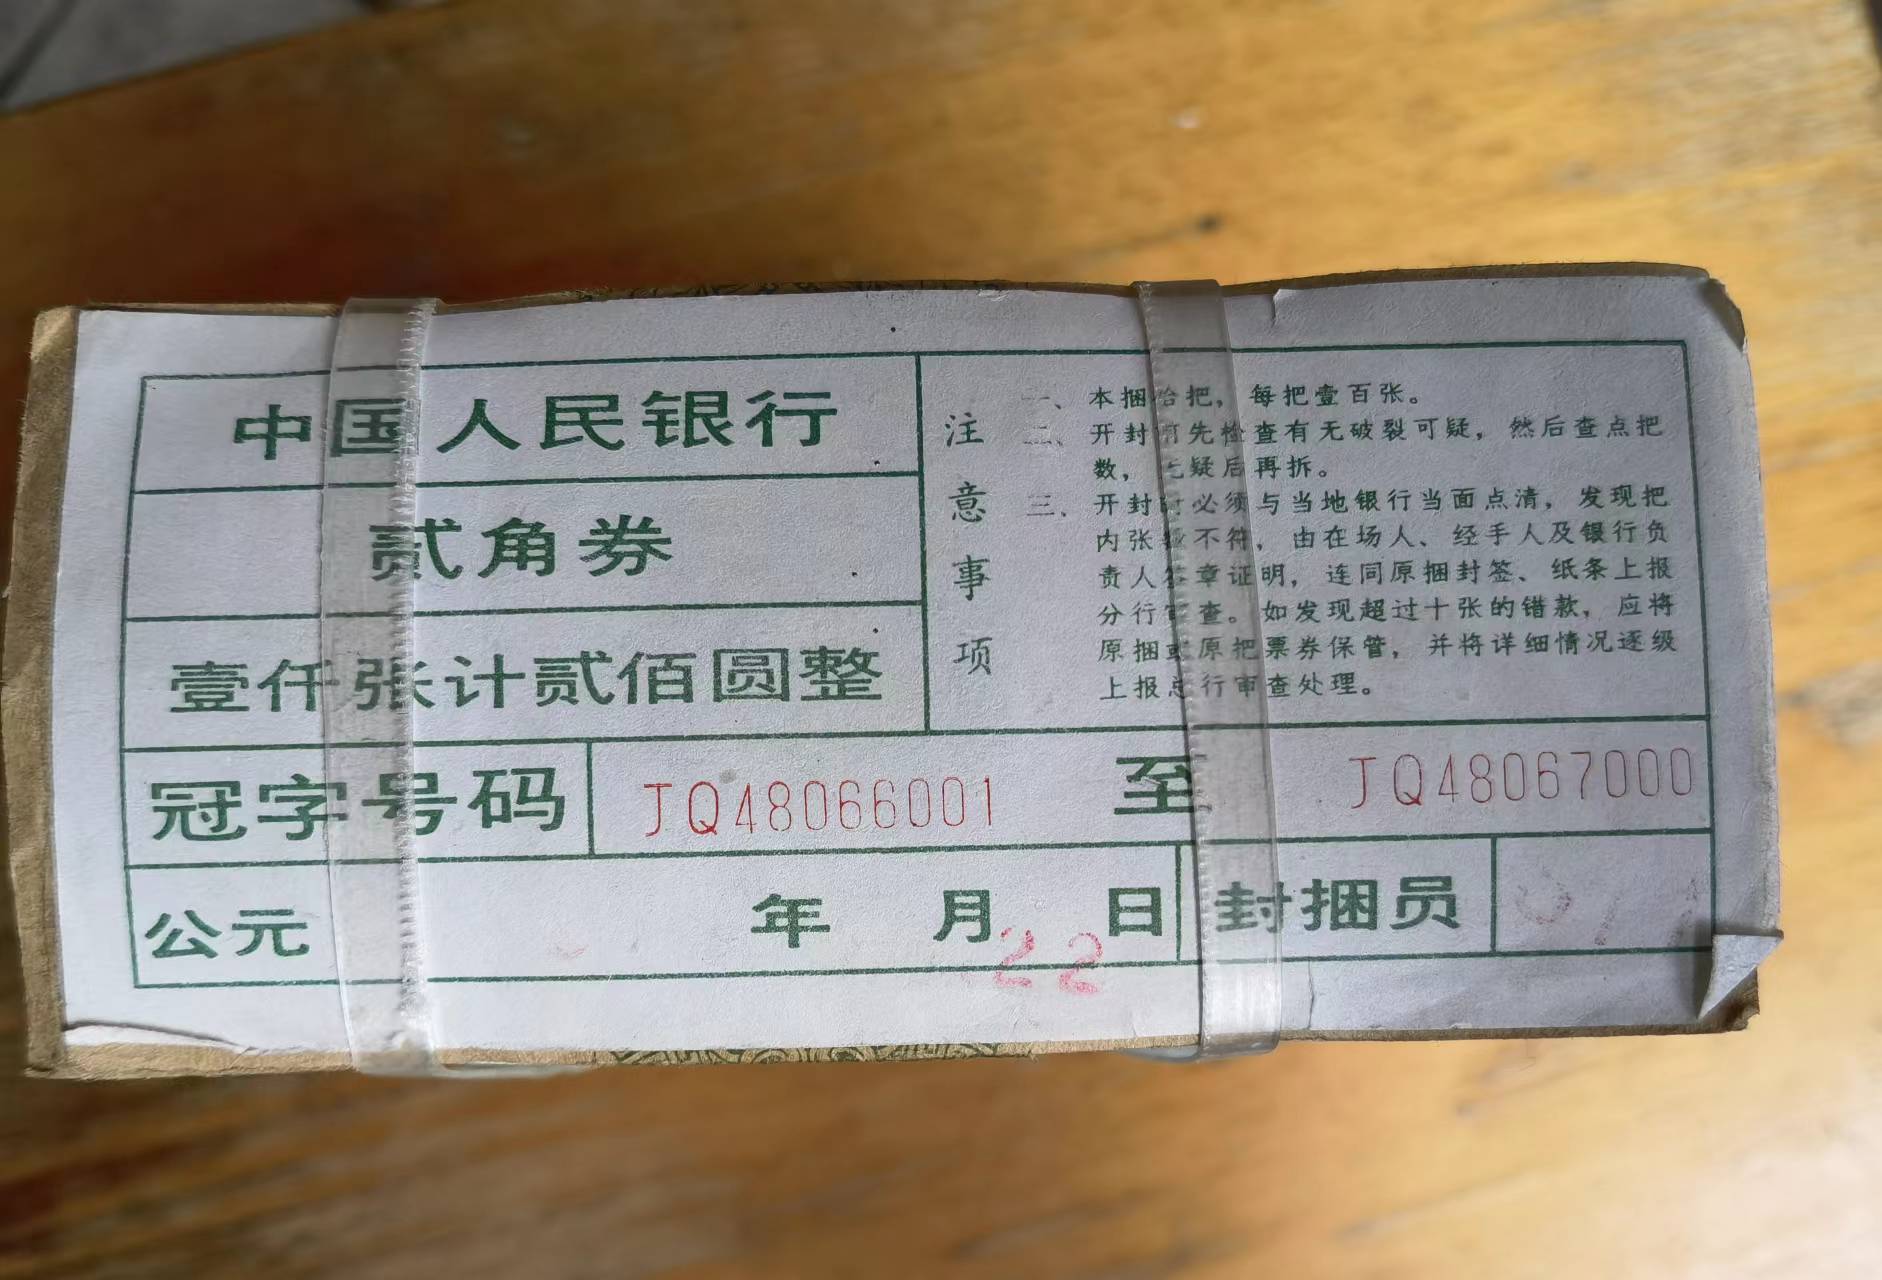 中国人民银行
贰角券
壹仟张计贰佰圆整
注意事项
一、本捆拾把，每把壹百张。
二、开封前先检查有无破裂可疑，然后查点把
数，无疑后再拆。
三、开封时必须与当地银行当面点清，发现把
内张数不符，由在场人、经手人及银行负
责人签章证明，连同原捆封签、纸条上报
分行审查。如发现超过十张的错款，应将
原捆或原把票券保管，并将详细情况逐级
上报总行审查处理。
冠字号码 JQ48066001 至 JQ48067000
公元 年 月 日 封捆员
22